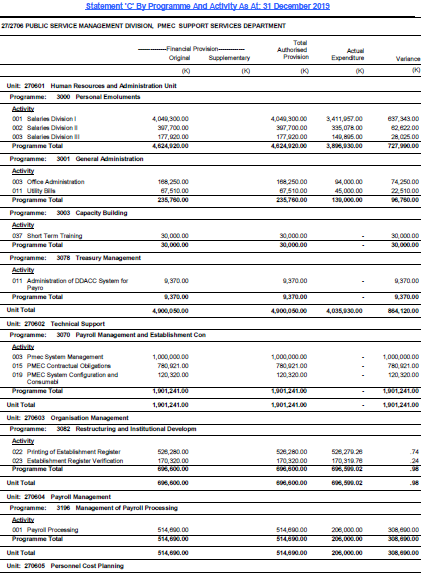 Statement 'C' By Programme And Activity As At: 31 December 2019
27/2706 PUBLIC SERVICE MANAGEMENT DIVISION, PMEC SUPPORT SERVICES DEPARTMENT
Total
------------Financial Provision------------ Authorised Actual
Original Supplementary Provision Expenditure Variance
(K) (K) (K) (K)
Unit: 270601 Human Resources and Administration Unit
Programme: 3000 Personal Emoluments
Activity
001 Salaries Division I 4,049,300.00 4,049,300.00 3,411,957.00 637,343.00
002 Salaries Division II 397,700.00 397,700.00 335,078.00 62,622.00
003 Salaries Division III 177,920.00 177,920.00 149,895.00 28,025.00
Programme Total 4,624,920.00 4,624,920.00 3,896,930.00 727,990.00
Programme: 3001 General Administration
Activity
003 Office Administration 168,250.00 168,250.00 94,000.00 74,250.00
011 Utility Bills 67,510.00 67,510.00 45,000.00 22,510.00
Programme Total 235,760.00 235,760.00 139,000.00 96,760.00
Programme: 3003 Capacity Building
Activity
037 Short Term Training 30,000.00 30,000.00 - 30,000.00
Programme Total 30,000.00 30,000.00 - 30,000.00
Programme: 3078 Treasury Management
Activity
011 Administration of DDACC System for 9,370.00 9,370.00 - 9,370.00
Payro
Programme Total 9,370.00 9,370.00 - 9,370.00
Unit Total 4,900,050.00 4,900,050.00 4,035,930.00 864,120.00
Unit: 270602 Technical Support
Programme: 3070 Payroll Management and Establishment Con
Activity
003 Pmec System Management 1,000,000.00 1,000,000.00 - 1,000,000.00
015 PMEC Contractual Obligations 780,921.00 780,921.00 - 780,921.00
019 PMEC System Configuration and 120,320.00 120,320.00 - 120,320.00
Consumabl
Programme Total 1,901,241.00 1,901,241.00 - 1,901,241.00
Unit Total 1,901,241.00 1,901,241.00 - 1,901,241.00
Unit: 270603 Organisation Management
Programme: 3082 Restructuring and Institutional Developm
Activity
022 Printing of Establishment Register 526,280.00 526,280.00 526,279.26 .74
023 Establishment Register Verification 170,320.00 170,320.00 170,319.76 .24
Programme Total 696,600.00 696,600.00 696,599.02 .98
Unit Total 696,600.00 696,600.00 696,599.02 .98
Unit: 270604 Payroll Management
Programme: 3196 Management of Payroll Processing
Activity
001 Payroll Processing 514,690.00 514,690.00 206,000.00 308,690.00
Programme Total 514,690.00 514,690.00 206,000.00 308,690.00
Unit Total 514,690.00 514,690.00 206,000.00 308,690.00
Unit: 270605 Personnel Cost Planning